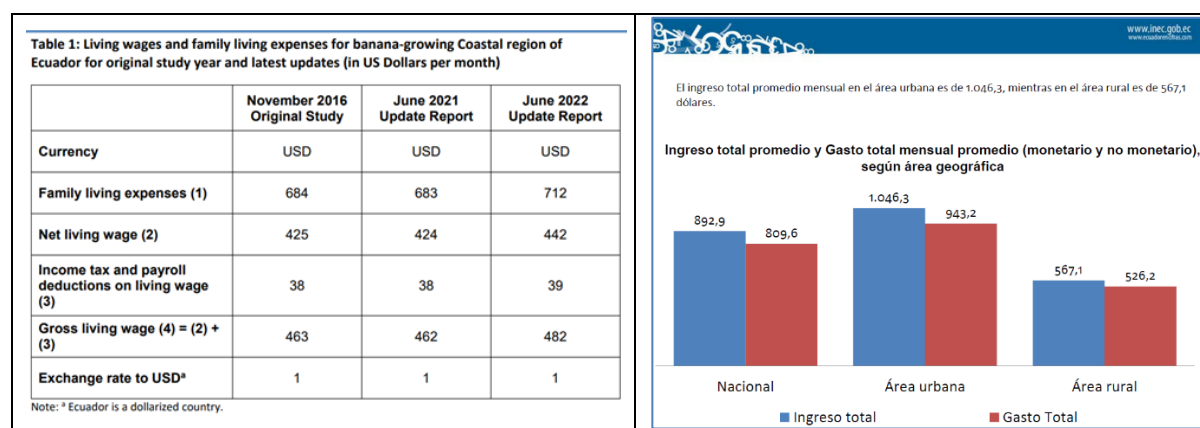 Table 1: Living wages and family living expenses for banana-growing Coastal region of
Ecuador for original study year and latest updates (in US Dollars per month)
November 2016 June 2021 June 2022
Original Study Update Report Update Report
Currency USD USD USD
Family living expenses (1) 684 683 712
Net living wage (2) 425 424 442
Income tax and payroll
deductions on living wage 38 38 39
(3)
Gross living wage (4) = (2) + 463 462 482
(3)
Exchange rate to USDª 1 1 1
Note: ª Ecuador is a dollarized country.
www.inec.gob.ec
www.ecuadorencifras.com
El ingreso total promedio mensual en el área urbana es de 1.046,3, mientras en el área rural es de 567,1
dólares.
Ingreso total promedio y Gasto total mensual promedio (monetario y no monetario),
según área geográfica
892,9 809,6 1.046,3 943,2 567,1 526,2
Nacional Área urbana Área rural
Ingreso total Gasto Total